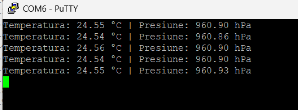 COM6 - PuTTY
Temperatura: 24.55 °C | Presiune: 960.90 hPa
Temperatura: 24.54 °C | Presiune: 960.86 hPa
Temperatura: 24.56 °C | Presiune: 960.90 hPa
Temperatura: 24.54 °C | Presiune: 960.90 hPa
Temperatura: 24.55 °C | Presiune: 960.93 hPa